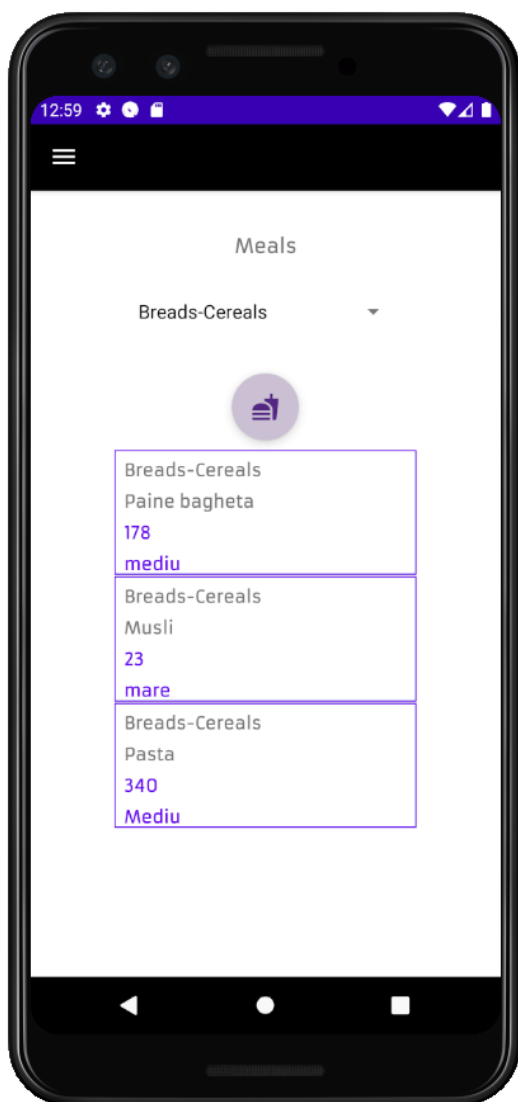 12:59
Meals
Breads-Cereals
Breads-Cereals
Paine bagheta
178
mediu
Breads-Cereals
Musli
23
mare
Breads-Cereals
Pasta
340
Mediu